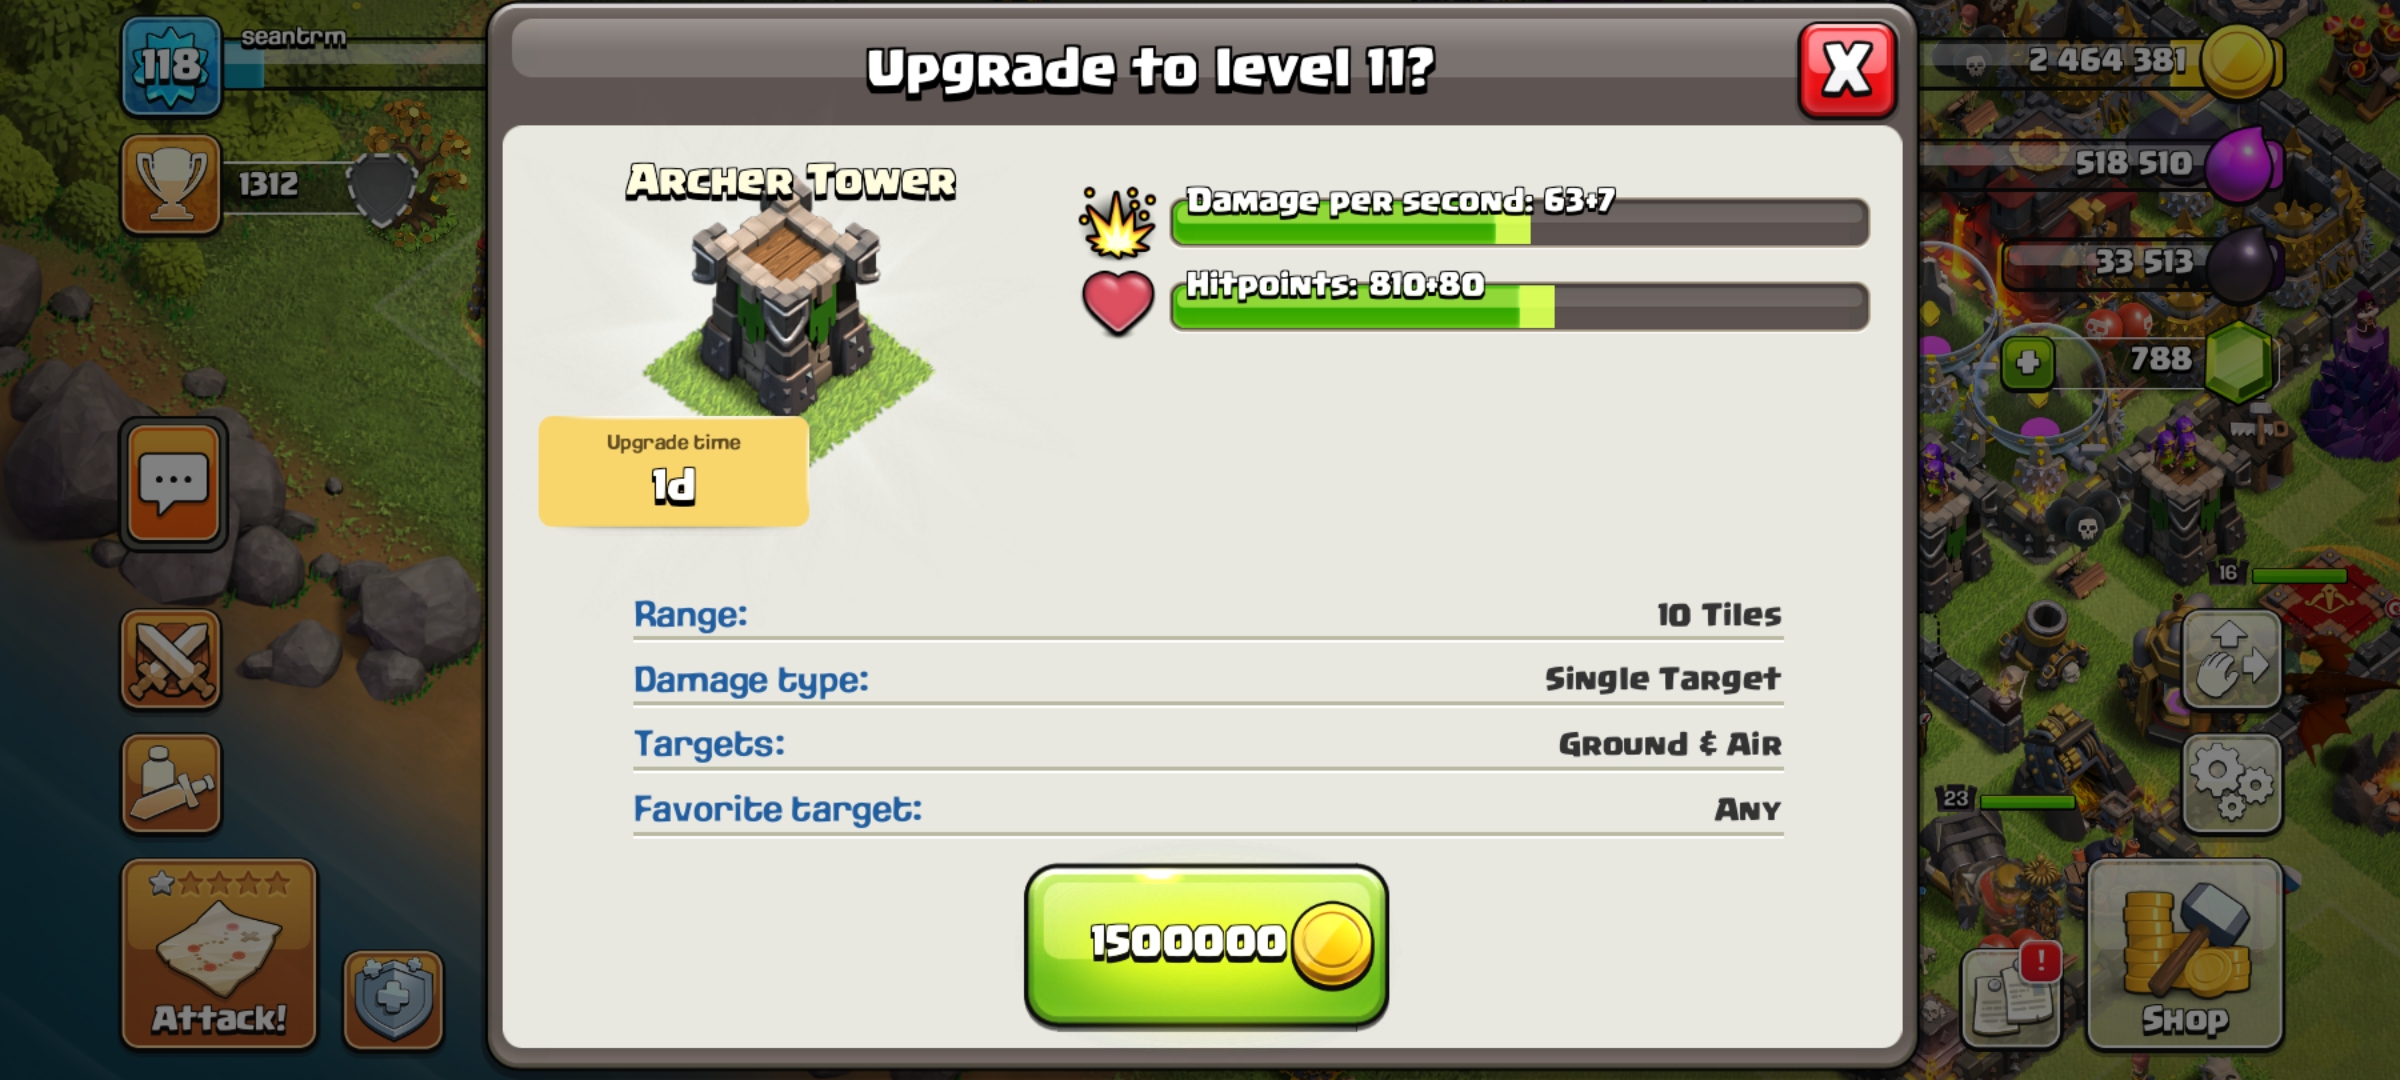 118
seantrm
1312
Upgrade to level 11?
X
2 464 381
518 510
33 513
788
Archer Tower
Damage per second: 63+7
Hitpoints: 810+80
Upgrade time
1d
Range:
10 Tiles
Damage type:
Single Target
Targets:
Ground & Air
Favorite target:
Any
1500000
16
23
Attack!
!
Shop